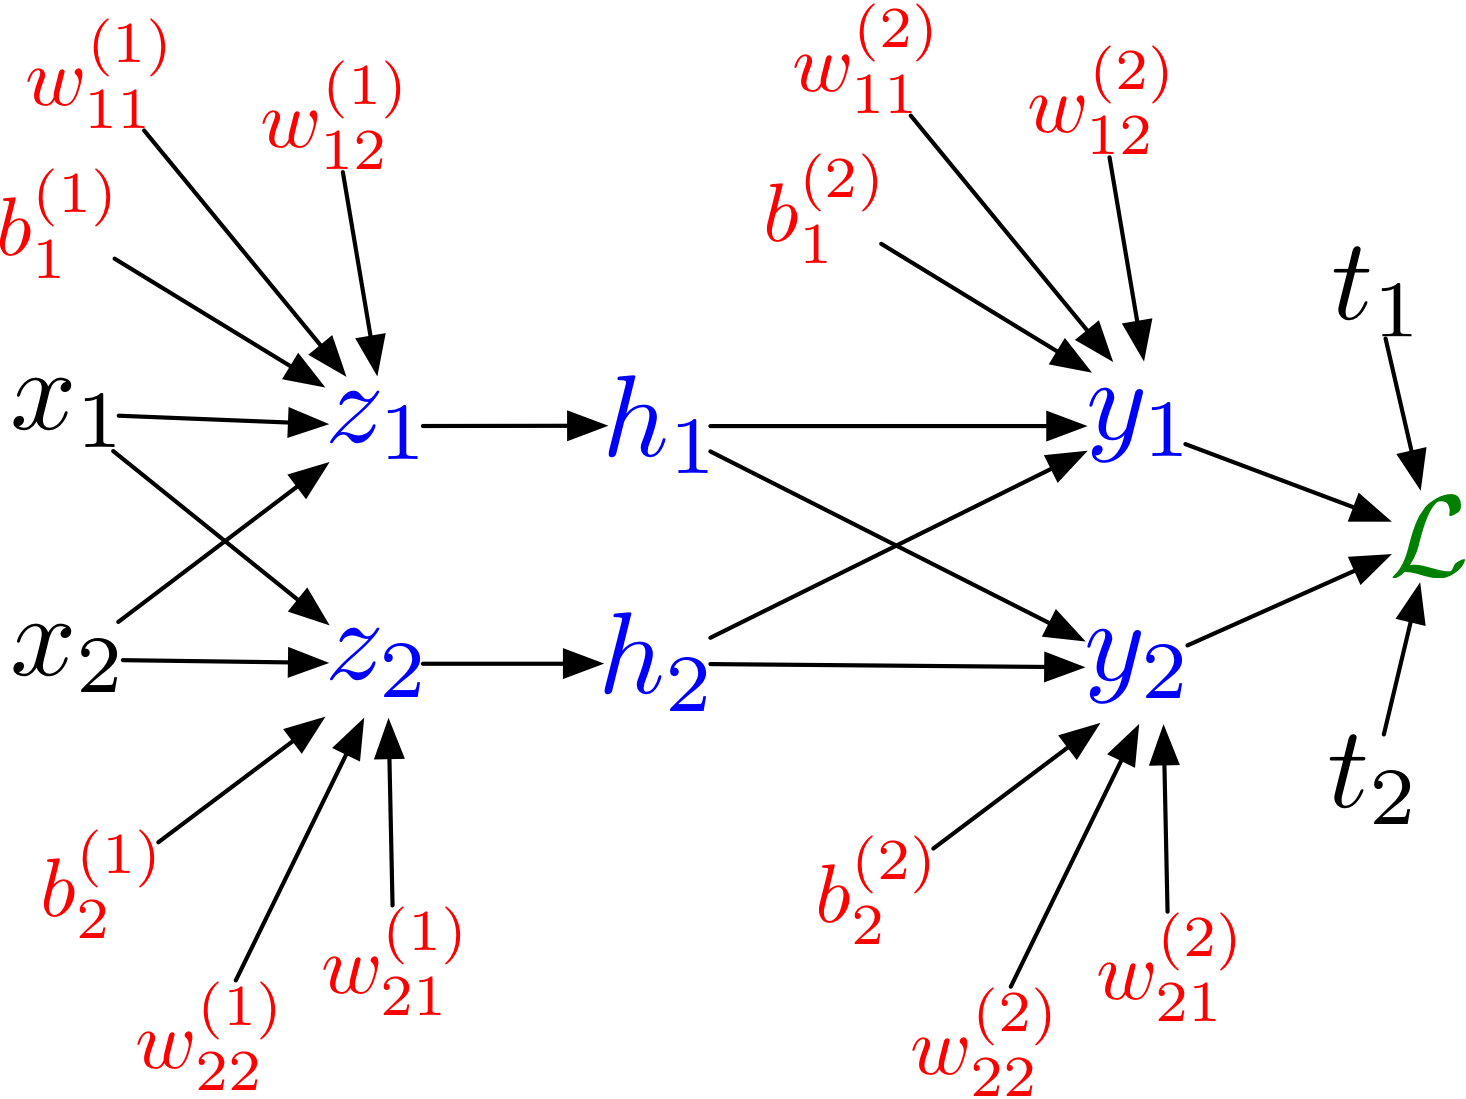 w_{11}^{(1)}
w_{12}^{(1)}
b_1^{(1)}
w_{11}^{(2)}
w_{12}^{(2)}
b_1^{(2)}
t_1
x_1 z_1 h_1 y_1
ℒ
x_2 z_2 h_2 y_2
t_2
b_2^{(1)}
w_{22}^{(1)}
w_{21}^{(1)}
b_2^{(2)}
w_{22}^{(2)}
w_{21}^{(2)}